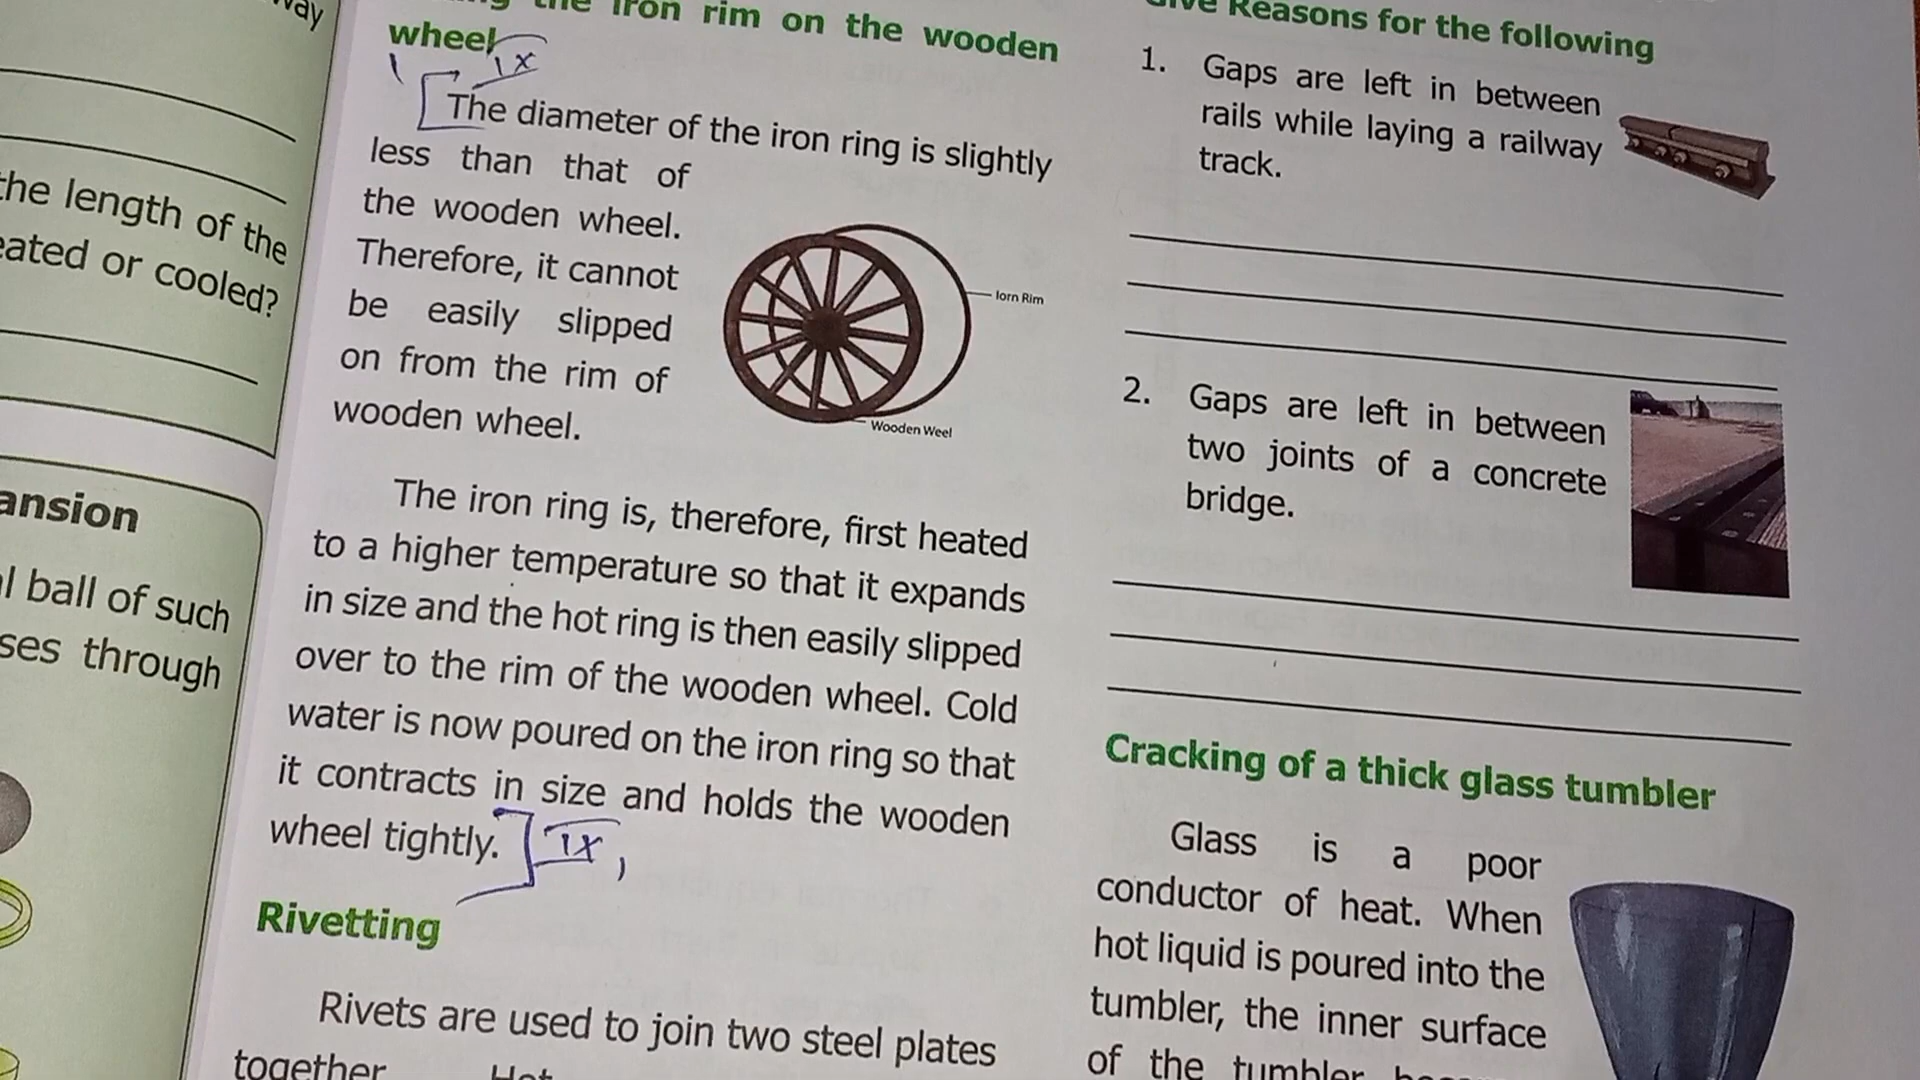 way
the length of the
eated or cooled?
ansion
l ball of such
ses through
the iron rim on the wooden
wheel
IX
The diameter of the iron ring is slightly
less than that of
the wooden wheel.
Therefore, it cannot
be easily slipped
on from the rim of
wooden wheel.
Iorn Rim
Wooden Weel
The iron ring is, therefore, first heated
to a higher temperature so that it expands
in size and the hot ring is then easily slipped
over to the rim of the wooden wheel. Cold
water is now poured on the iron ring so that
it contracts in size and holds the wooden
wheel tightly.
IX
Rivetting
Rivets are used to join two steel plates
together Hot
Give Reasons for the following
1. Gaps are left in between
rails while laying a railway
track.
2. Gaps are left in between
two joints of a concrete
bridge.
Cracking of a thick glass tumbler
Glass is a poor
conductor of heat. When
hot liquid is poured into the
tumbler, the inner surface
of the tumbler